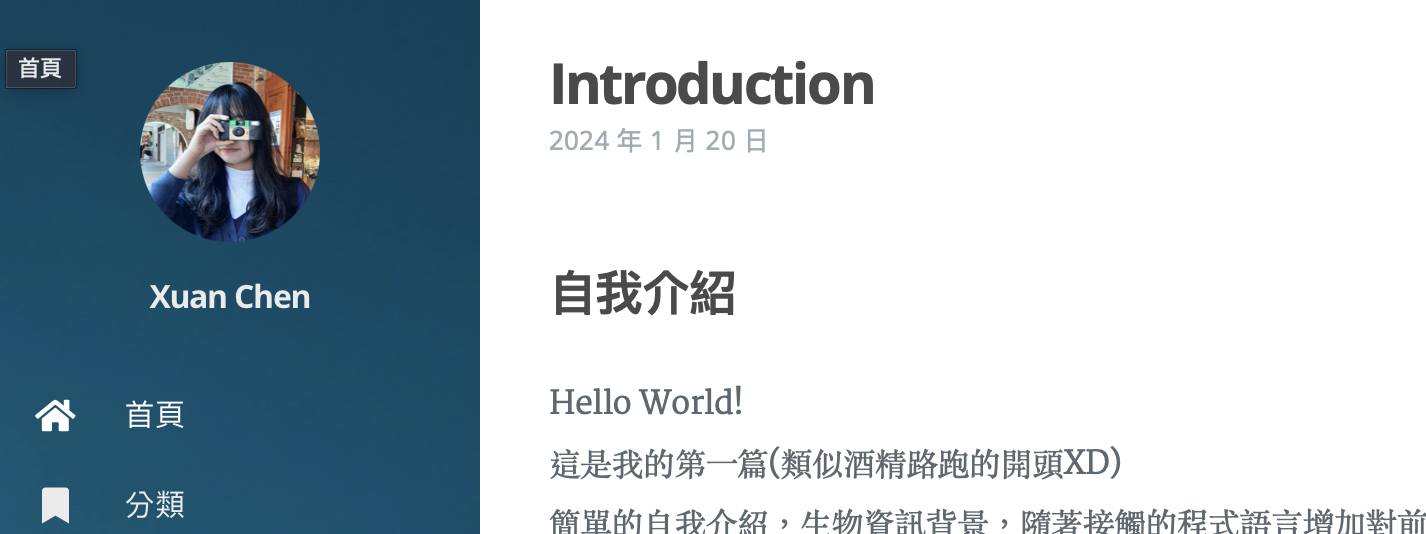 首頁
Xuan Chen
首頁
分類
Introduction
2024 年 1 月 20 日
自我介紹
Hello World!
這是我的第一篇(類似酒精路跑的開頭XD)
簡單的自我介紹，生物資訊背景，隨著接觸的程式語言增加對前